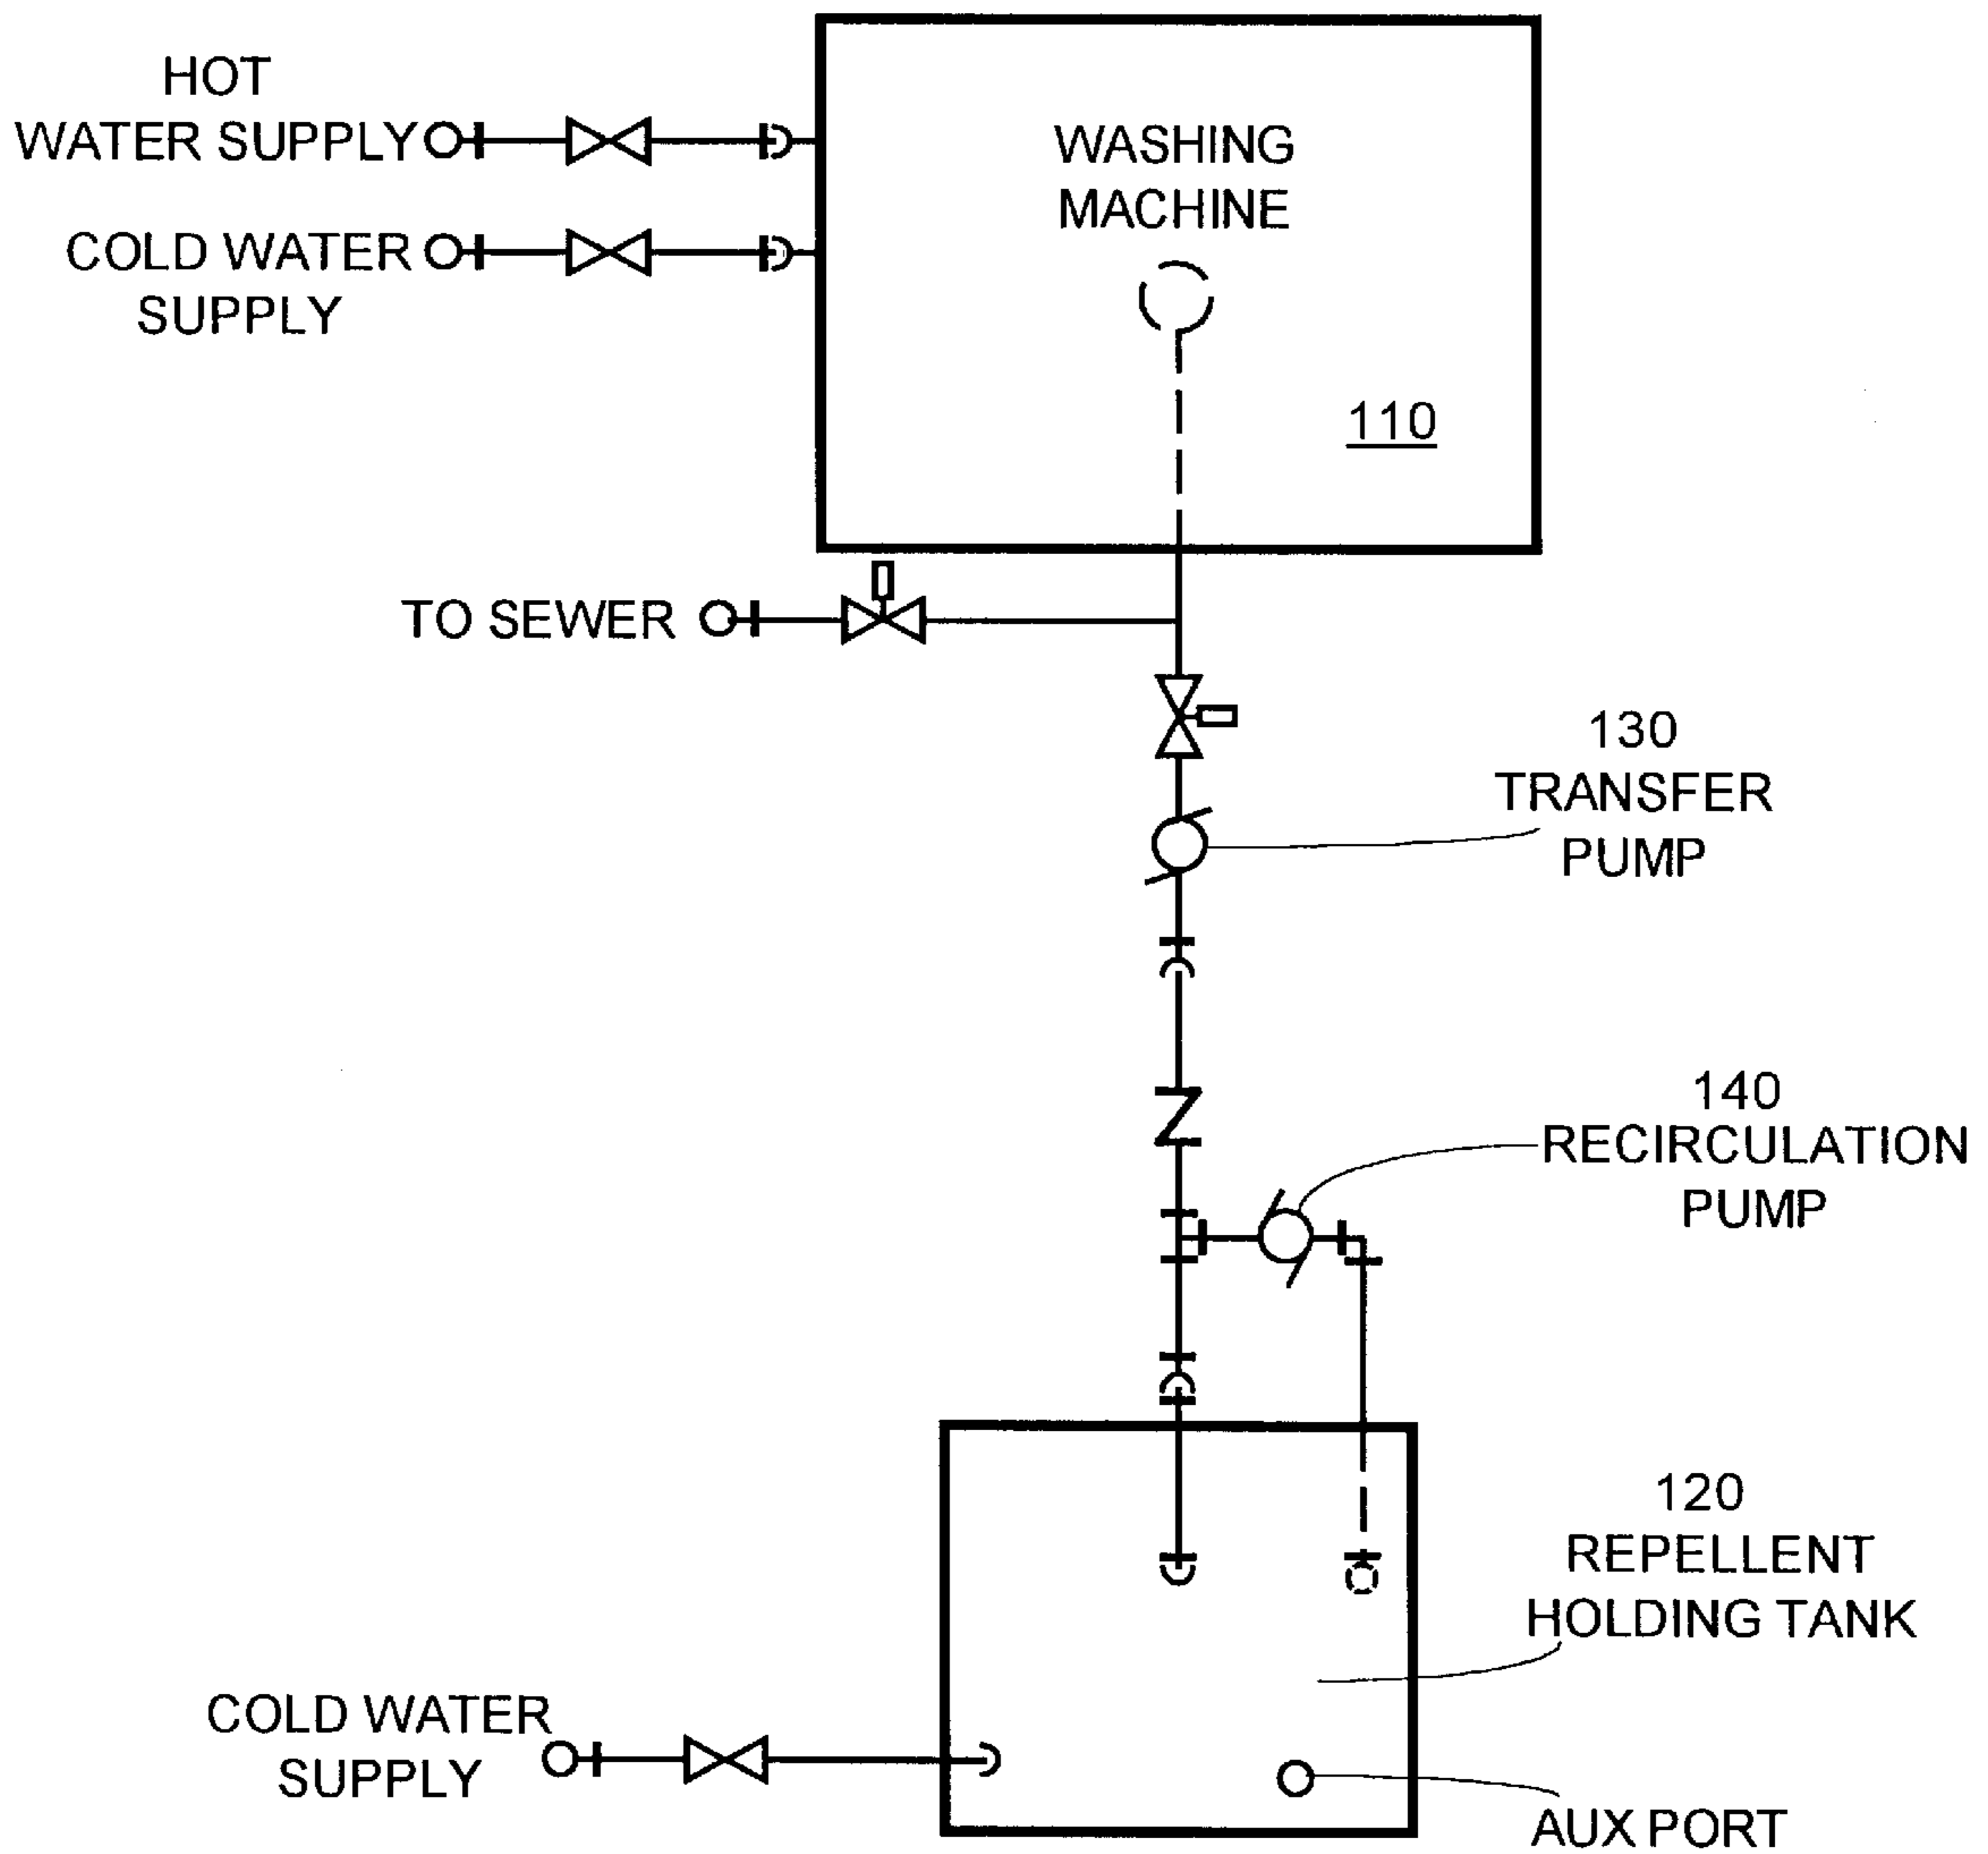 HOT
WATER SUPPLY
COLD WATER
SUPPLY
WASHING
MACHINE
110
TO SEWER
130
TRANSFER
PUMP
140
RECIRCULATION
PUMP
120
REPELLENT
HOLDING TANK
COLD WATER
SUPPLY
AUX PORT